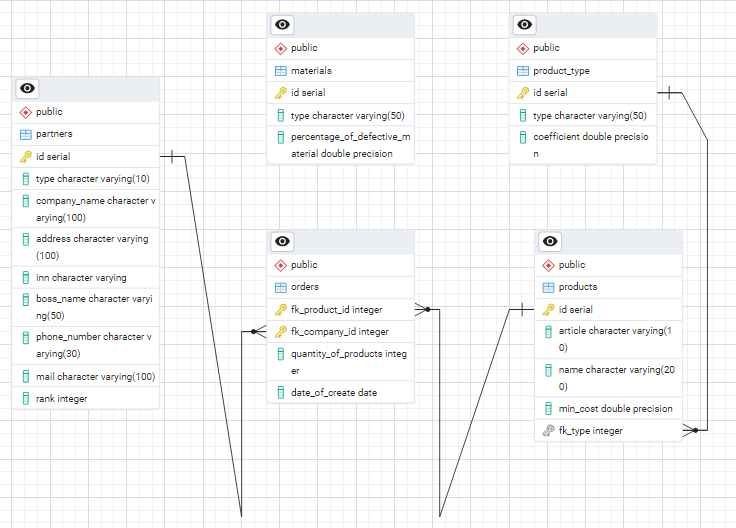 public
materials
id serial
type character varying(50)
percentage_of_defective_m
aterial double precision
public
product_type
id serial
type character varying(50)
coefficient double precisio
n
public
partners
id serial
type character varying(10)
company_name character v
arying(100)
address character varying
(100)
inn character varying
boss_name character varyi
ng(50)
phone_number character v
arying(30)
mail character varying(100)
rank integer
public
orders
fk_product_id integer
fk_company_id integer
quantity_of_products integ
er
date_of_create date
public
products
id serial
article character varying(1
0)
name character varying(20
0)
min_cost double precision
fk_type integer